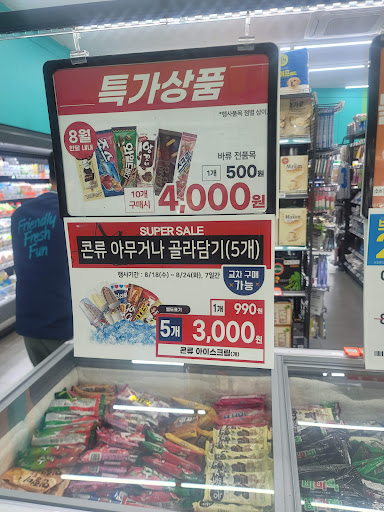 특가상품
*행사품목 점별 상이
8월
한달 내내
바류 전품목
1개 500원
10개
구매시
4,000원
SUPER SALE
콘류 아무거나 골라담기(5개)
행사기간 : 8/18(수) ~ 8/24(화), 7일간
교차 구매
가능
1개 990원
5개 3,000원
콘류 아이스크림(개)
Friendly
Fresh
Fun